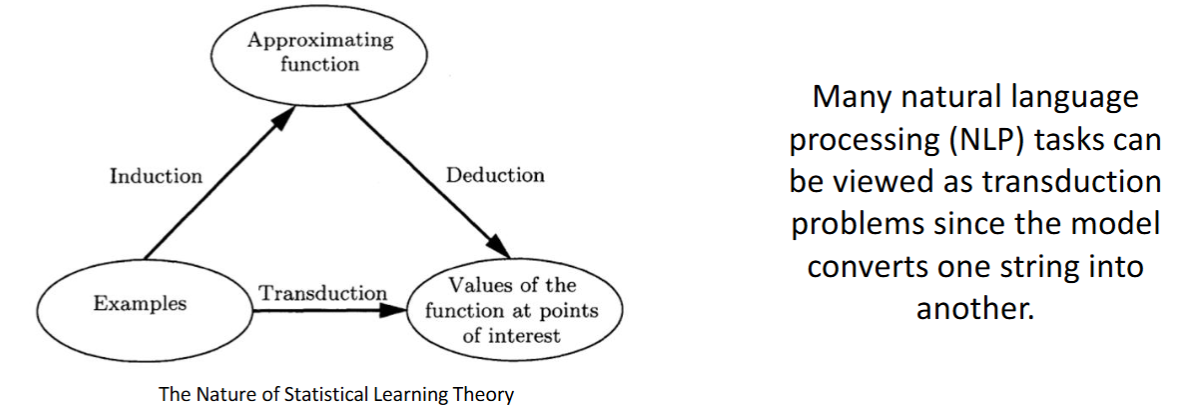 Approximating
function
Induction
Deduction
Examples
Transduction
Values of the
function at points
of interest
The Nature of Statistical Learning Theory
Many natural language
processing (NLP) tasks can
be viewed as transduction
problems since the model
converts one string into
another.